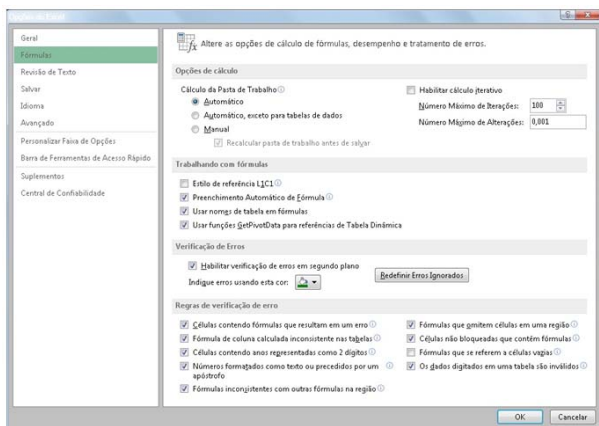 Opções do Excel
Geral
Fórmulas
Revisão de Texto
Salvar
Idioma
Avançado
Personalizar Faixa de Opções
Barra de Ferramentas de Acesso Rápido
Suplementos
Central de Confiabilidade
Altere as opções de cálculo de fórmulas, desempenho e tratamento de erros.
Opções de cálculo
Cálculo da Pasta de Trabalho
Automático
Automático, exceto para tabelas de dados
Manual
Recalcular pasta de trabalho antes de salvar
Habilitar cálculo iterativo
Número Máximo de Iterações: 100
Número Máximo de Alterações: 0,001
Trabalhando com fórmulas
Estilo de referência L1C1
Preenchimento Automático de Fórmula
Usar nomes de tabela em fórmulas
Usar funções GetPivotData para referências de Tabela Dinâmica
Verificação de Erros
Habilitar verificação de erros em segundo plano
Indique erros usando esta cor:
Redefinir Erros Ignorados
Regras de verificação de erro
Células contendo fórmulas que resultam em um erro
Fórmula de coluna calculada inconsistente nas tabelas
Células contendo anos representados como 2 dígitos
Números formatados como texto ou precedidos por um
apóstrofo
Fórmulas inconsistentes com outras fórmulas na região
Fórmulas que omitem células em uma região
Células não bloqueadas que contêm fórmulas
Fórmulas que se referem a células vazias
Os dados digitados em uma tabela são inválidos
OK
Cancelar